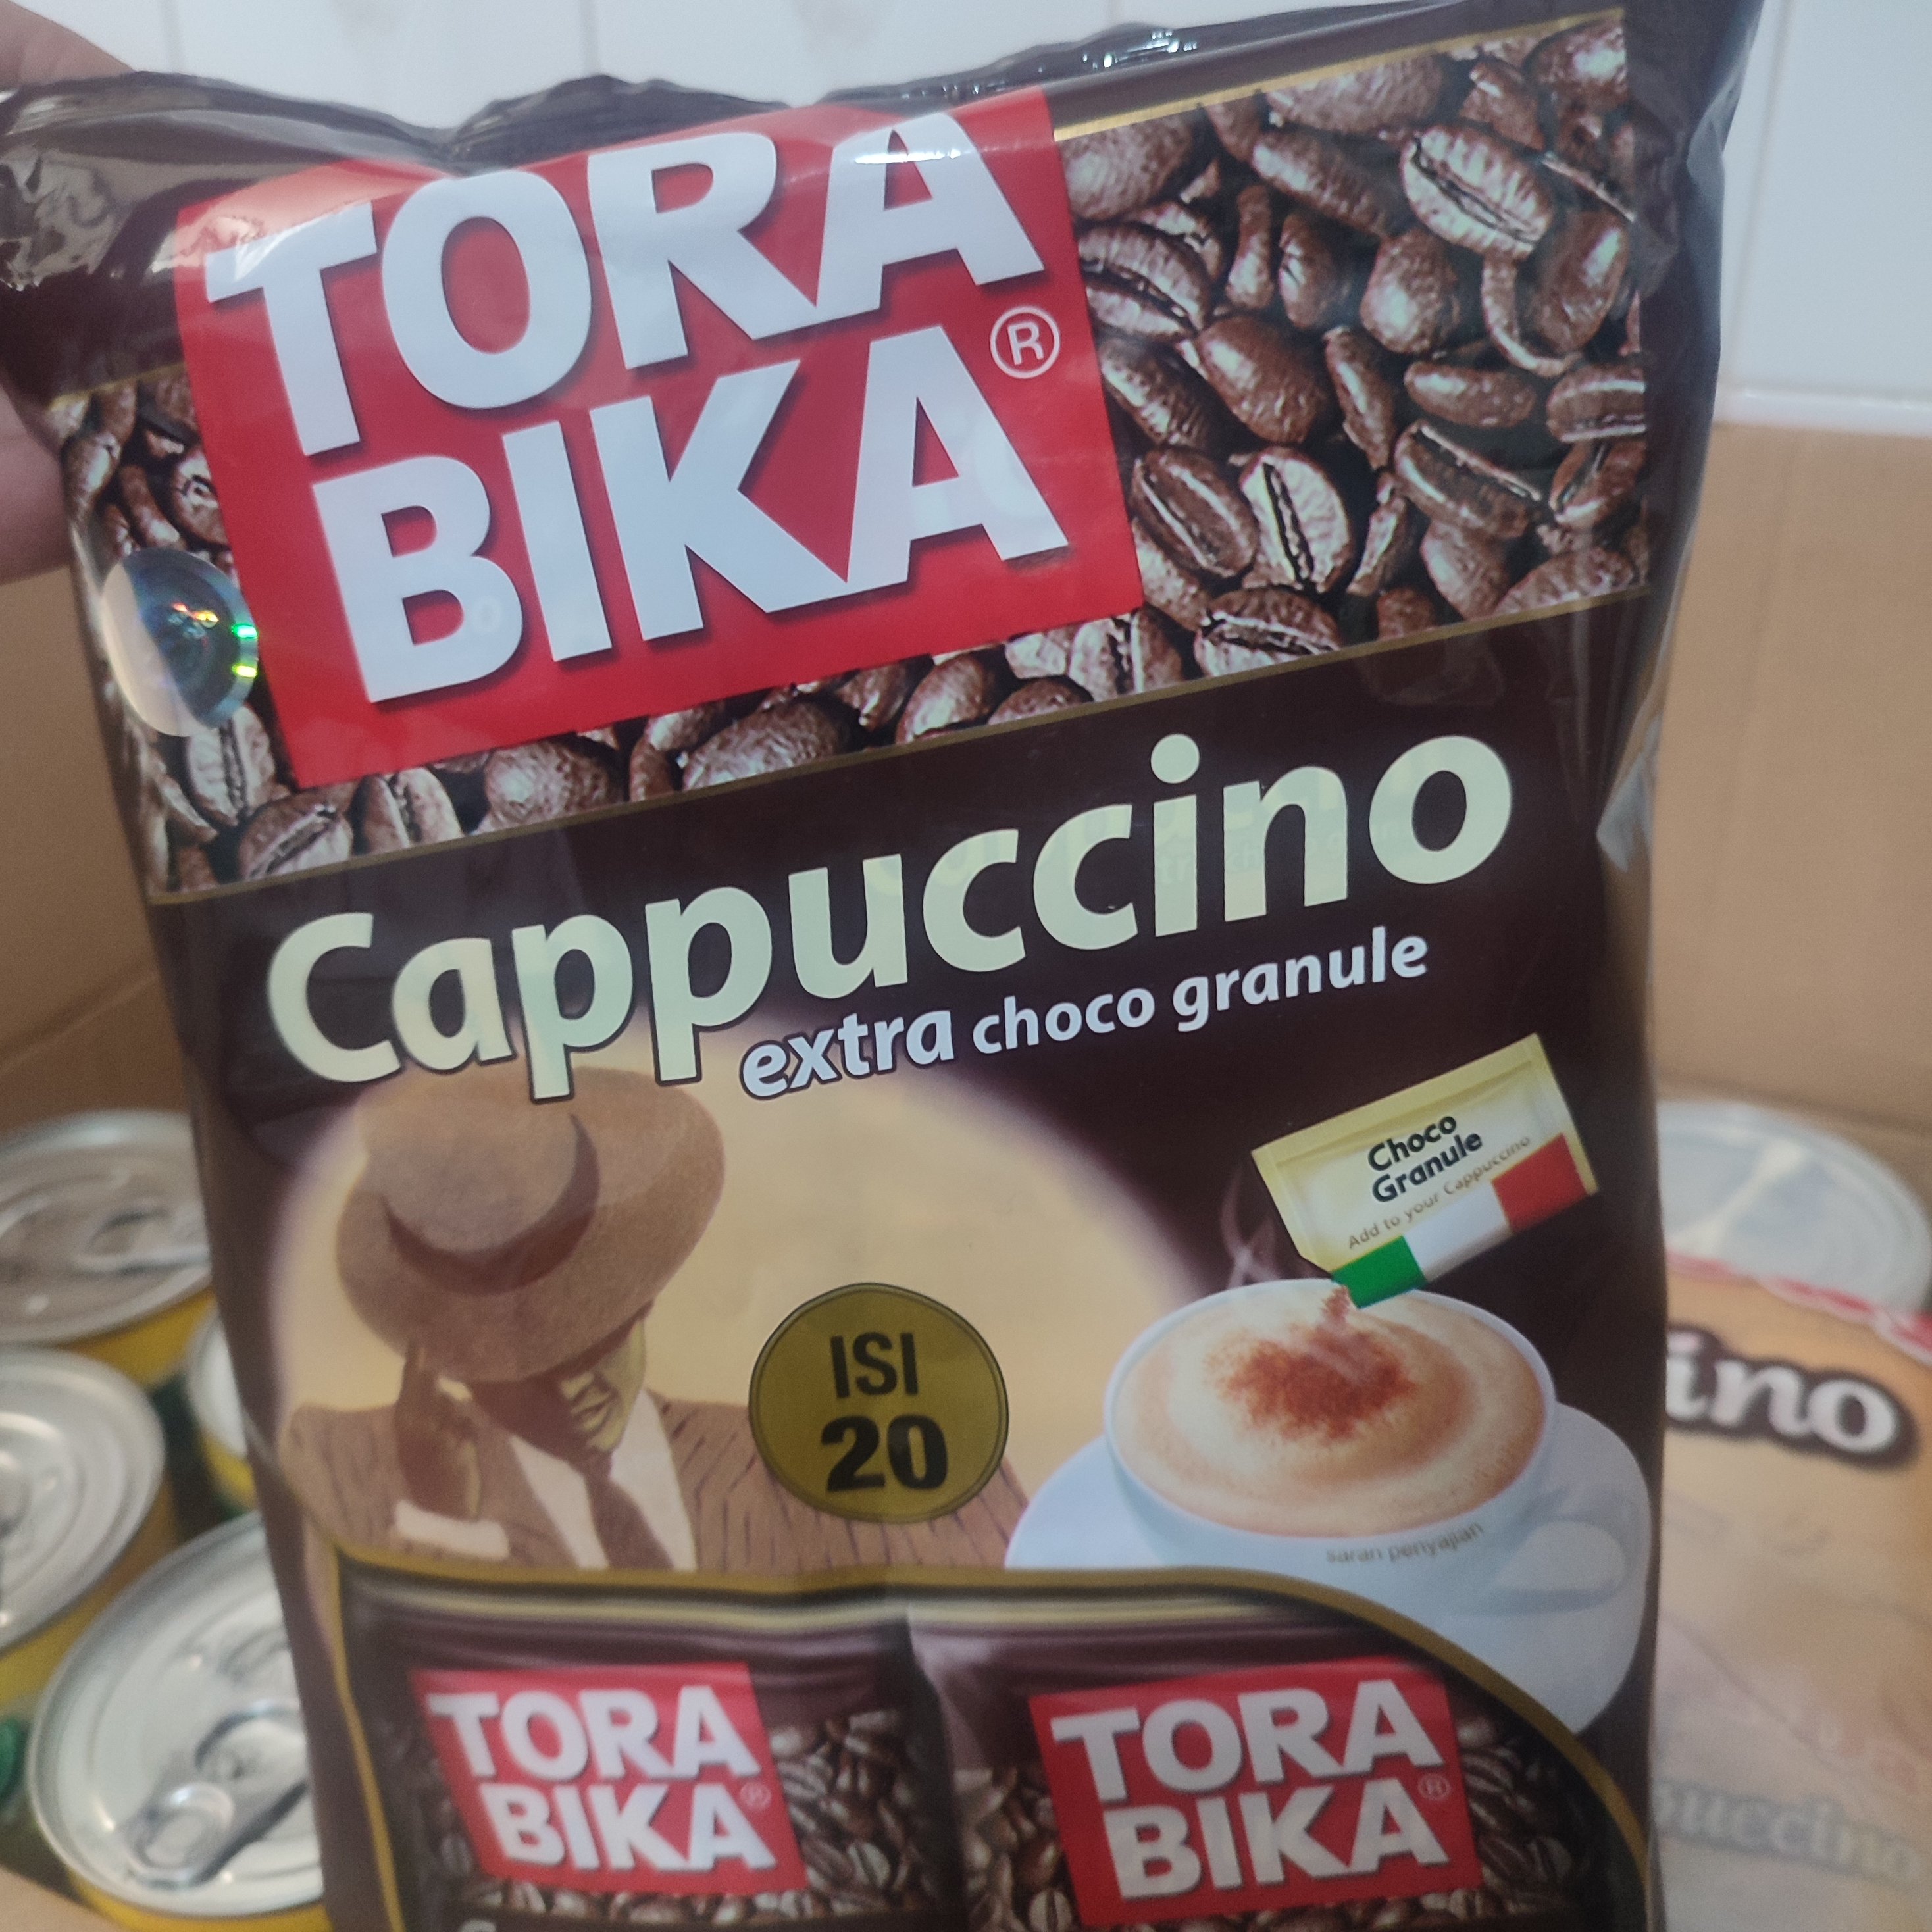 TORA
BIKA®
Cappuccino
extra choco granule
Choco
Granule
Add to your Cappuccino
ISI
20
saran penyajian
ino
uccino
TORA
BIKA®
TORA
BIKA®